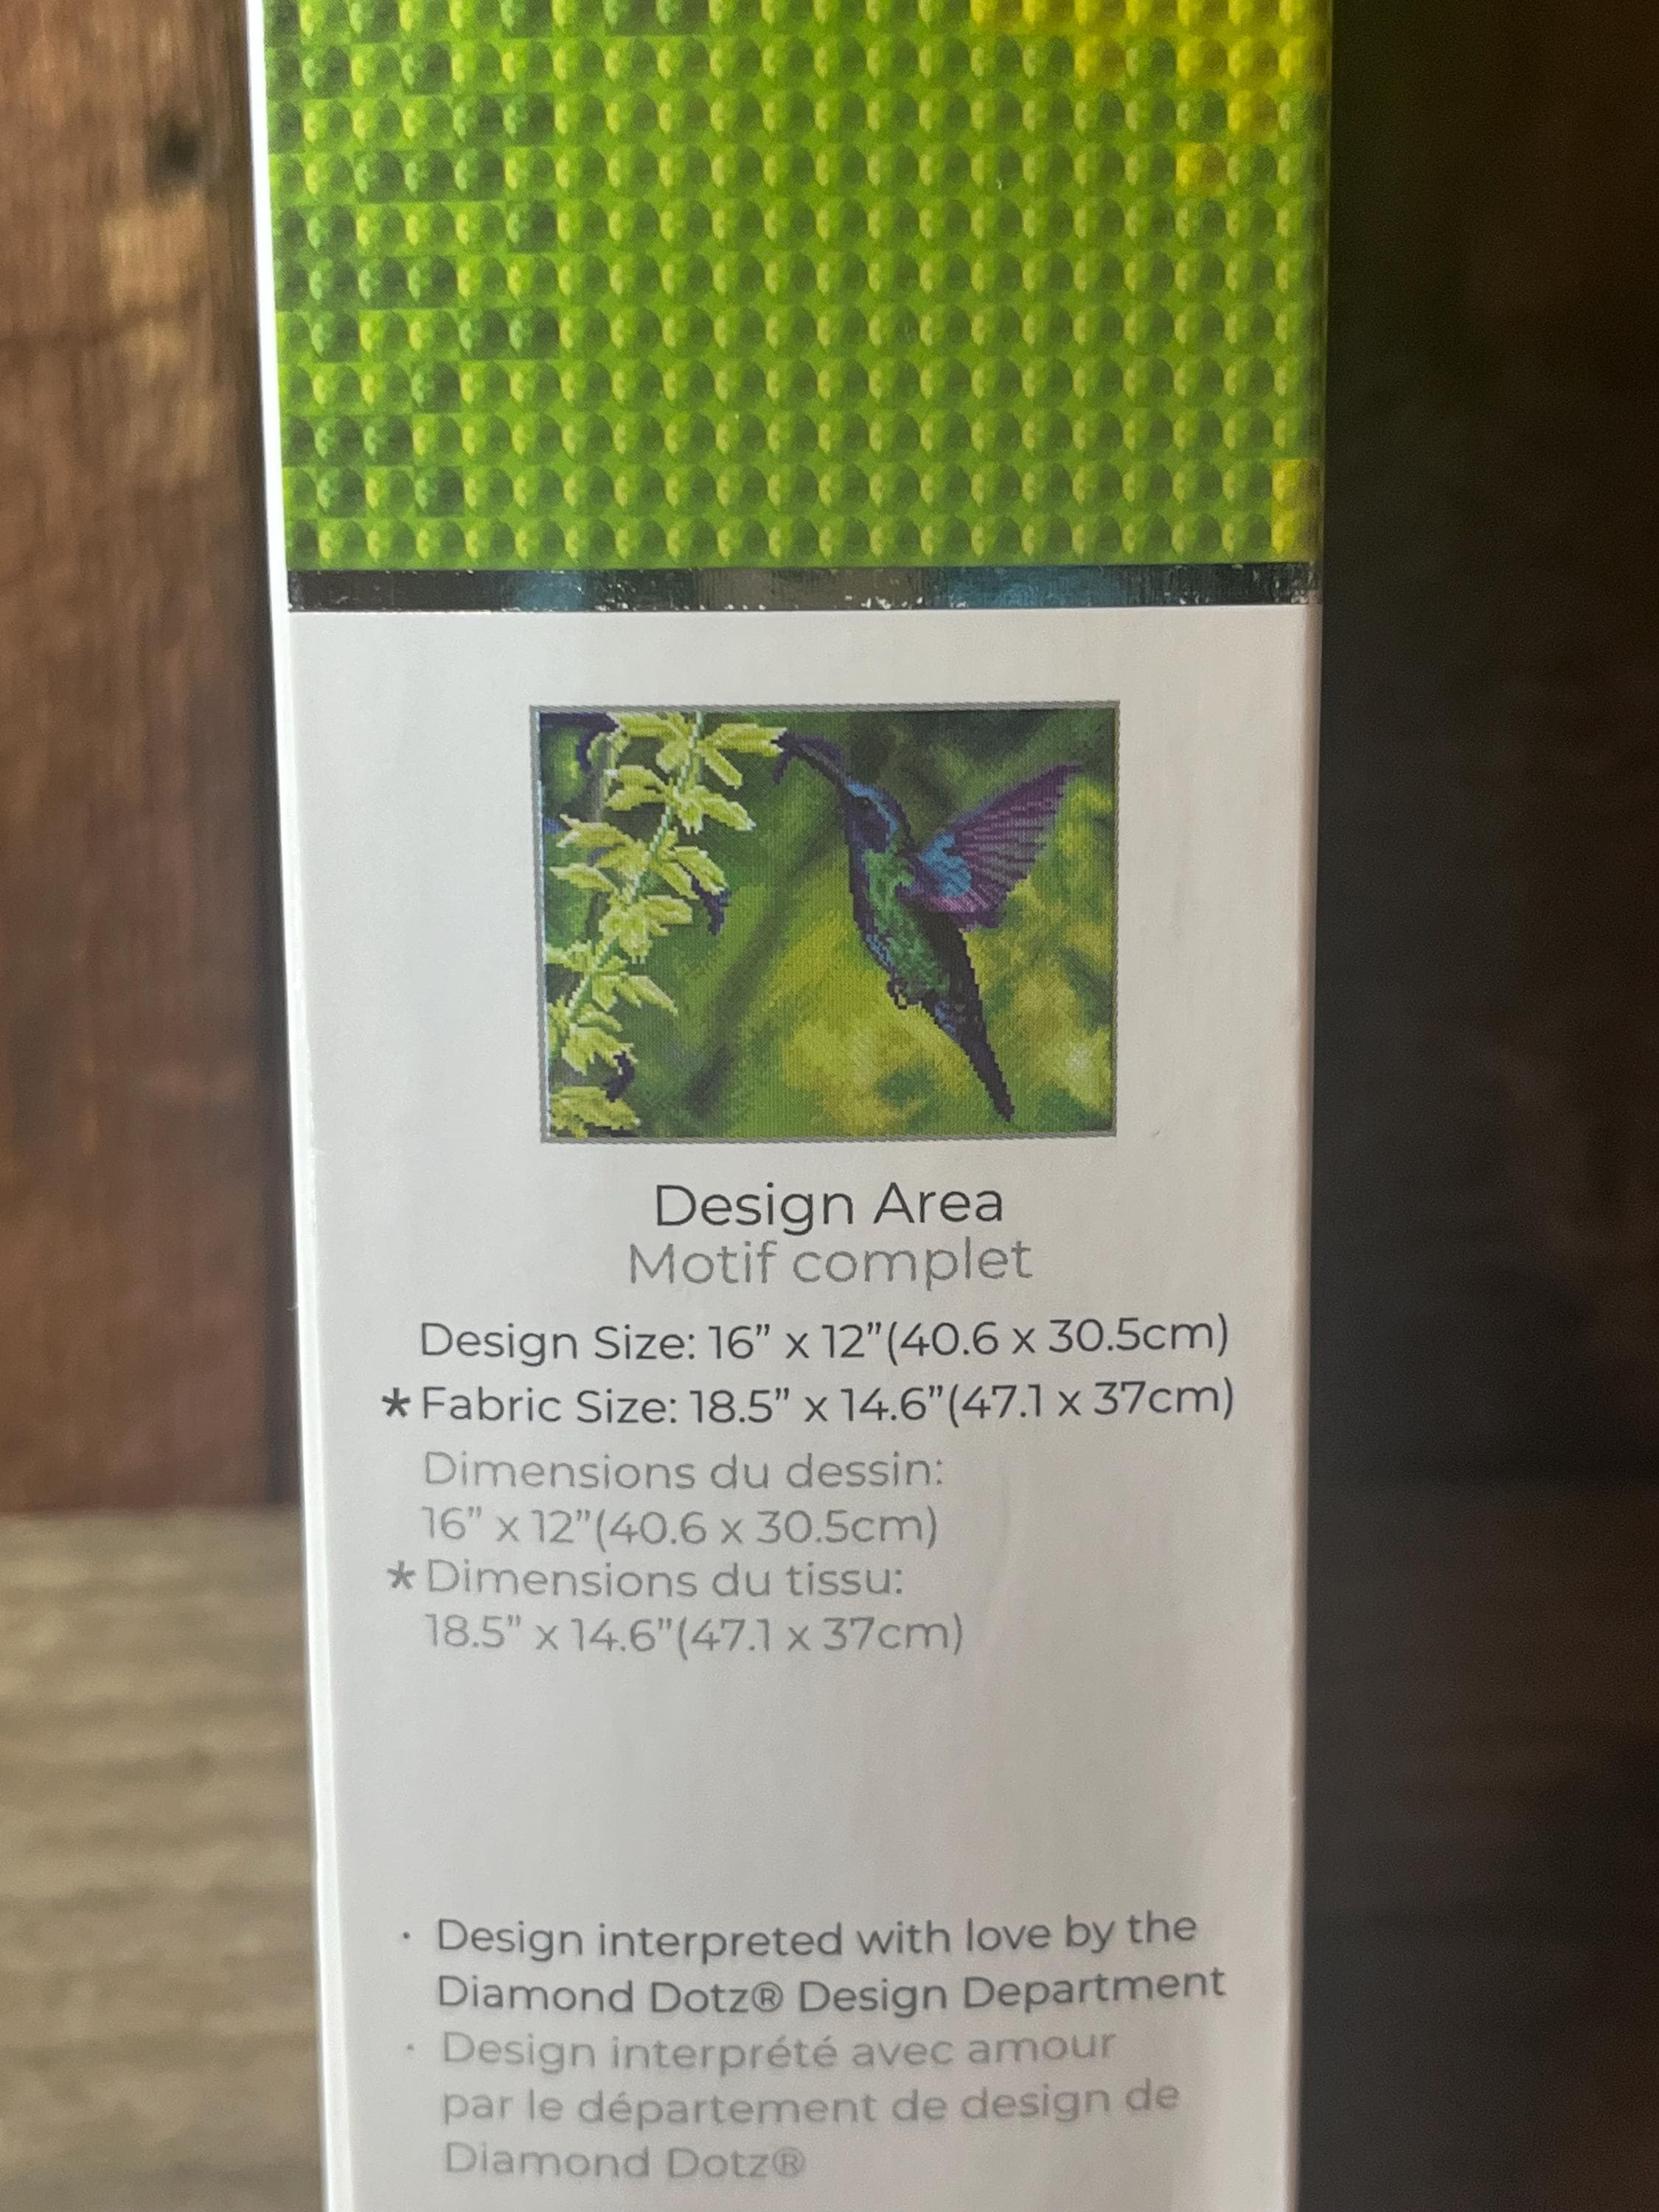 Design Area
Motif complet
Design Size: 16” x 12”(40.6 x 30.5cm)
*Fabric Size: 18.5” x 14.6”(47.1 x 37cm)
Dimensions du dessin:
16” x 12”(40.6 x 30.5cm)
*Dimensions du tissu:
18.5” x 14.6”(47.1 x 37cm)
· Design interpreted with love by the
Diamond Dotz® Design Department
· Design interprété avec amour
par le département de design de
Diamond Dotz®